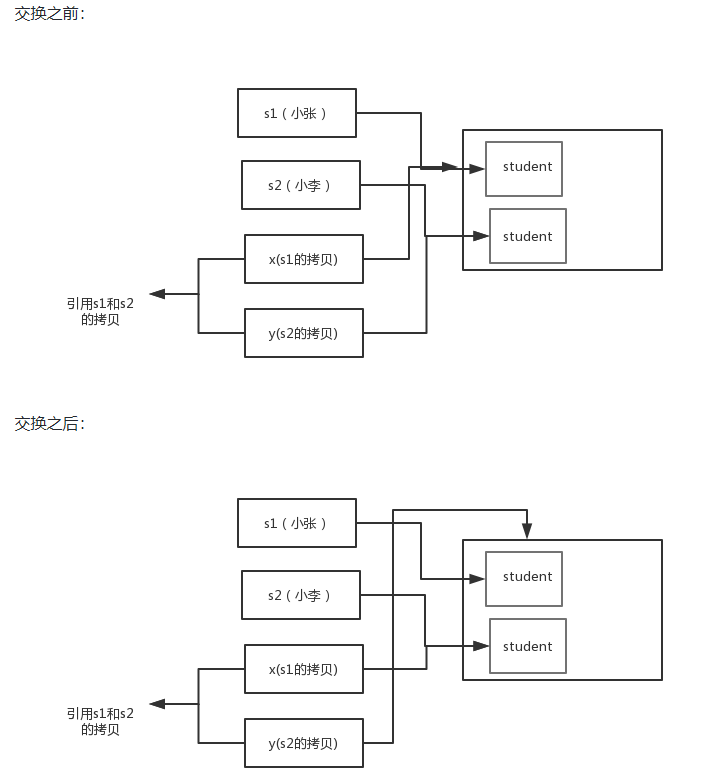 交换之前：
s1（小张）
student
s2（小李）
student
x(s1的拷贝)
引用s1和s2
的拷贝
y(s2的拷贝)
交换之后：
s1（小张）
student
s2（小李）
student
x(s1的拷贝)
引用s1和s2
的拷贝
y(s2的拷贝)